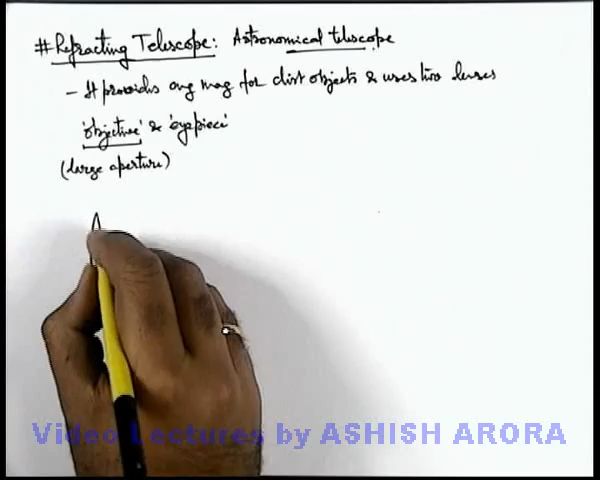 # Refracting Telescope: Astronomical telescope
- It provides ang mag for dist objects & uses two lenses
'objective' & 'eyepiece'
(large aperture)
Video Lectures by ASHISH ARORA